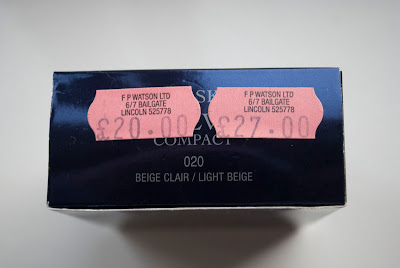 F P WATSON LTD
6/7 BAILGATE
LINCOLN 525778
£20.00
F P WATSON LTD
6/7 BAILGATE
LINCOLN 525778
£27.00
COMPACT
020
BEIGE CLAIR / LIGHT BEIGE